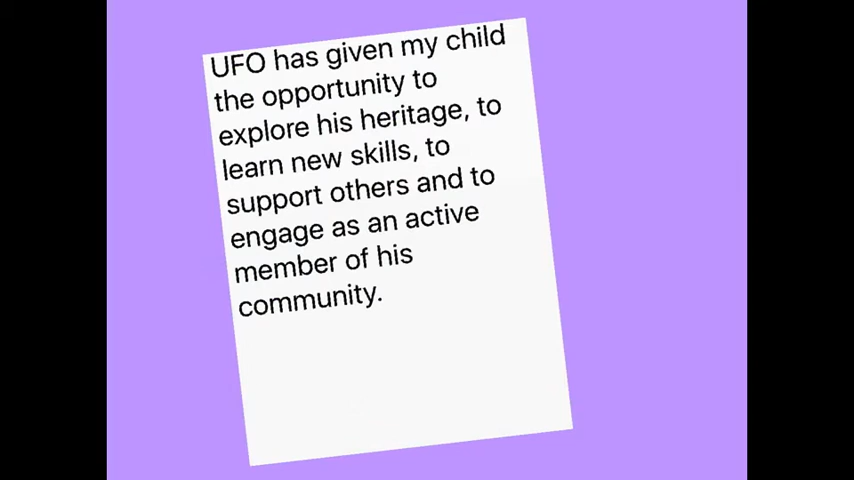 UFO has given my child
the opportunity to
explore his heritage, to
learn new skills, to
support others and to
engage as an active
member of his
community.